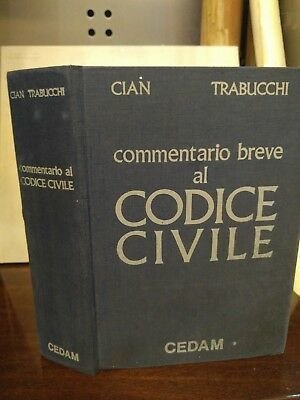 CIAN TRABUCCHI
commentario al
CODICE CIVILE
CEDAM
CIAN TRABUCCHI
commentario breve
al
CODICE
CIVILE
CEDAM